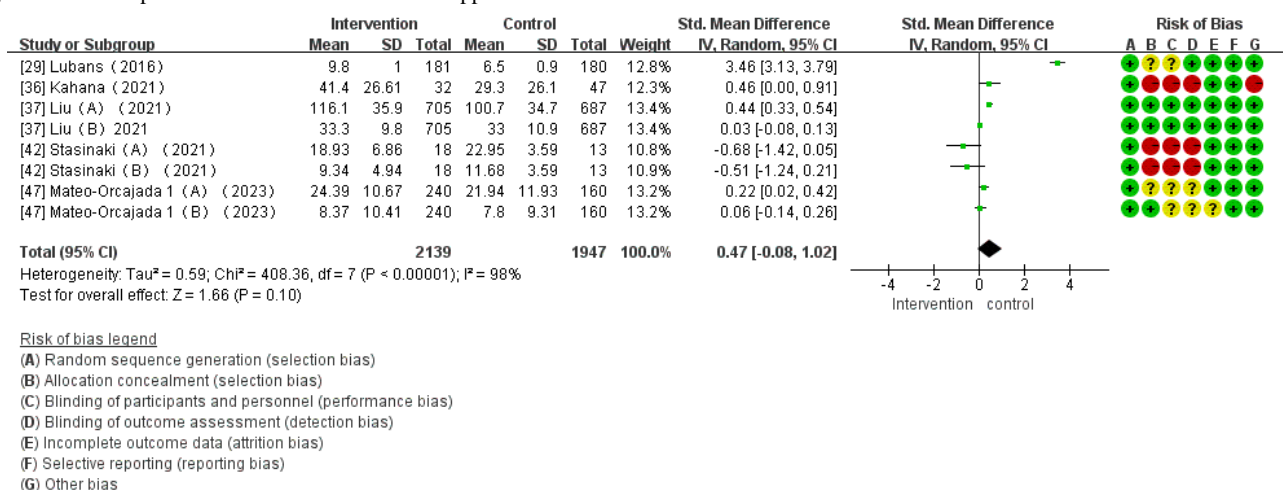 Intervention Control Std. Mean Difference Std. Mean Difference Risk of Bias
Study or Subgroup Mean SD Total Mean SD Total Weight IV, Random, 95% CI IV, Random, 95% CI A B C D E F G
[29] Lubans (2016) 9.8 1 181 6.5 0.9 180 12.8% 3.46 [3.13, 3.79] + ? ? + + + +
[36] Kahana (2021) 41.4 26.61 32 29.3 26.1 47 12.3% 0.46 [0.00, 0.91] + - - - + + -
[37] Liu (A) (2021) 116.1 35.9 705 100.7 34.7 687 13.4% 0.44 [0.33, 0.54] + + + + + + +
[37] Liu (B) 2021 33.3 9.8 705 33 10.9 687 13.4% 0.03 [-0.08, 0.13] + + + + + + +
[42] Stasinaki (A) (2021) 18.93 6.86 18 22.95 3.59 13 10.8% -0.68 [-1.42, 0.05] + - - - + + +
[42] Stasinaki (B) (2021) 9.34 4.94 18 11.68 3.59 13 10.9% -0.51 [-1.24, 0.21] + - - - + + +
[47] Mateo-Orcajada 1 (A) (2023) 24.39 10.67 240 21.94 11.93 160 13.2% 0.22 [0.02, 0.42] + ? ? ? + + +
[47] Mateo-Orcajada 1 (B) (2023) 8.37 10.41 240 7.8 9.31 160 13.2% 0.06 [-0.14, 0.26] + + ? ? ? + +
Total (95% CI) 2139 1947 100.0% 0.47 [-0.08, 1.02]
Heterogeneity: Tau² = 0.59; Chi² = 408.36, df = 7 (P < 0.00001); I² = 98%
Test for overall effect: Z = 1.66 (P = 0.10)
-4 -2 0 2 4
Intervention control
Risk of bias legend
(A) Random sequence generation (selection bias)
(B) Allocation concealment (selection bias)
(C) Blinding of participants and personnel (performance bias)
(D) Blinding of outcome assessment (detection bias)
(E) Incomplete outcome data (attrition bias)
(F) Selective reporting (reporting bias)
(G) Other bias